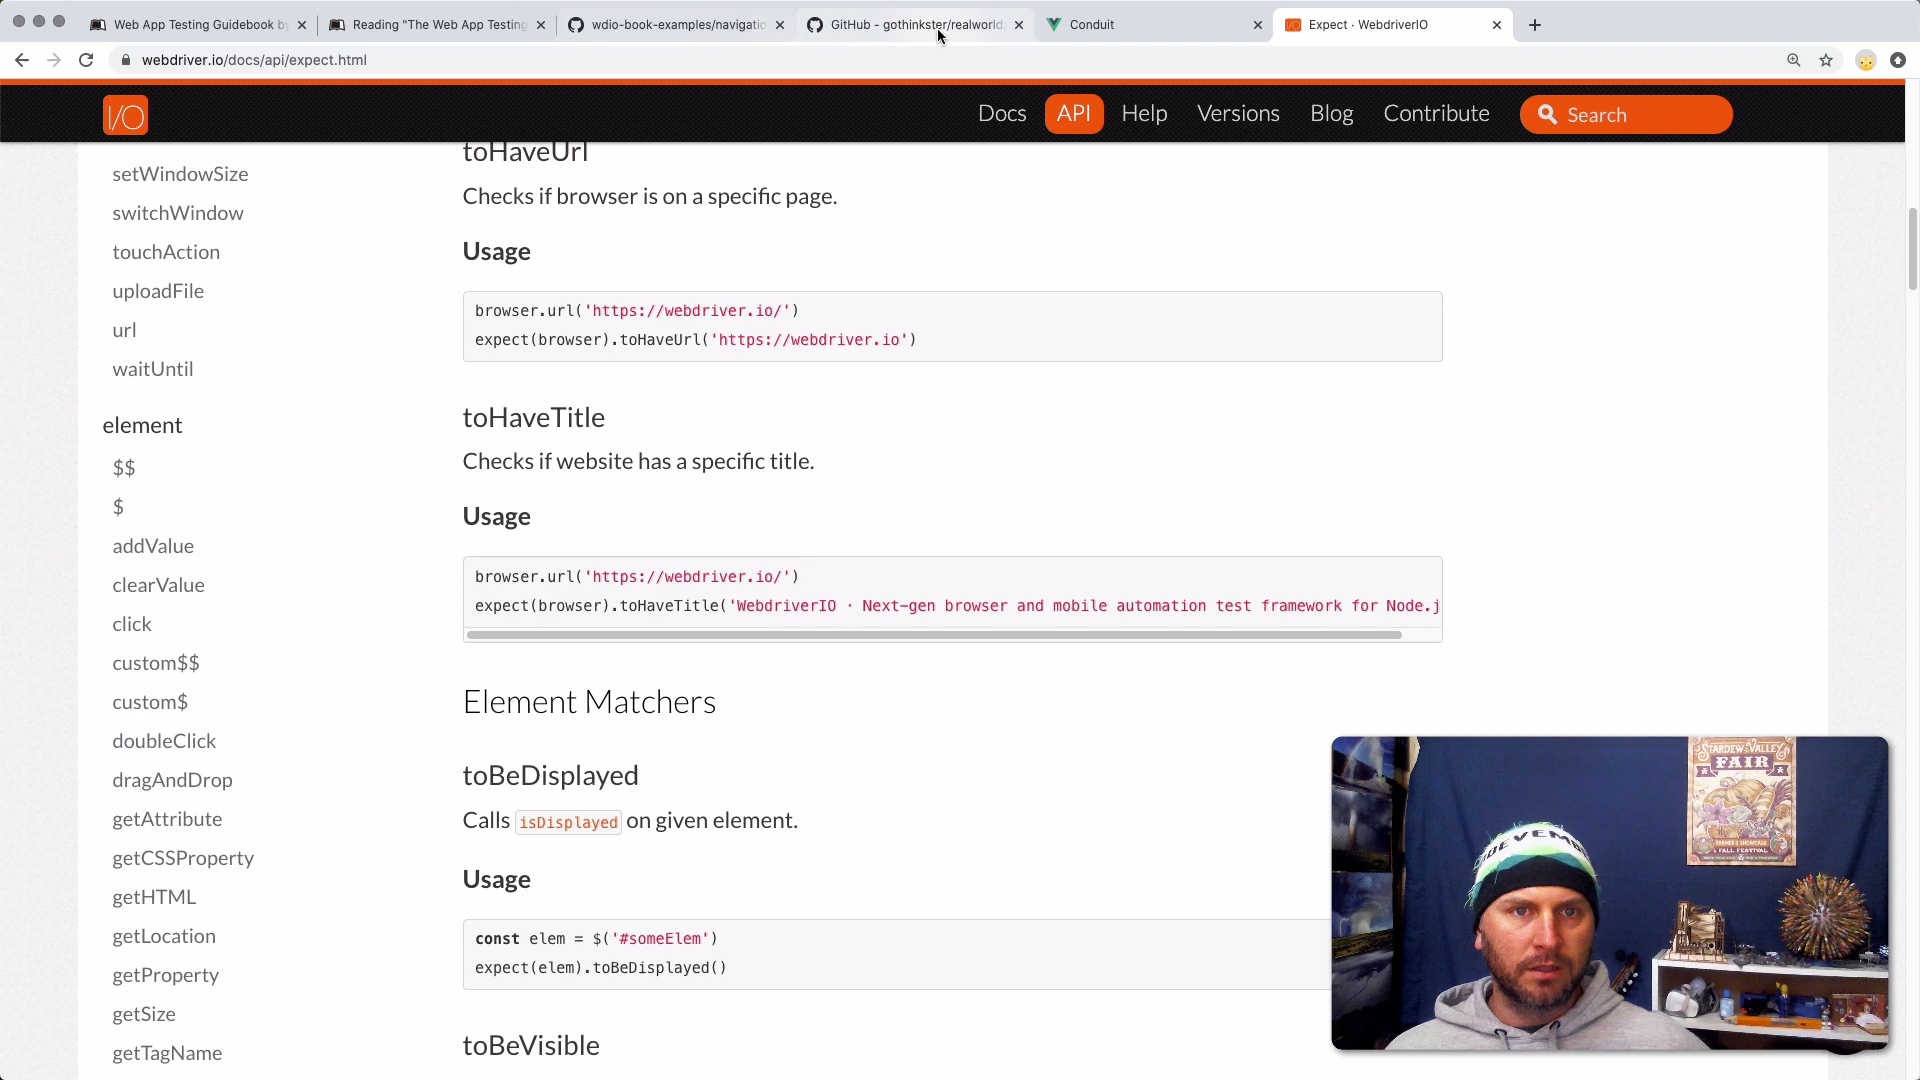 Web App Testing Guidebook by
Reading "The Web App Testing
wdio-book-examples/navigatio
GitHub - gothinkster/realworld:
Conduit
Expect · WebdriverIO
webdriver.io/docs/api/expect.html
I/O
Docs
API
Help
Versions
Blog
Contribute
Search
setWindowSize
switchWindow
touchAction
uploadFile
url
waitUntil
element
$$
$
addValue
clearValue
click
custom$$
custom$
doubleClick
dragAndDrop
getAttribute
getCSSProperty
getHTML
getLocation
getProperty
getSize
getTagName
toHaveUrl
Checks if browser is on a specific page.
Usage
browser.url('https://webdriver.io/')
expect(browser).toHaveUrl('https://webdriver.io')
toHaveTitle
Checks if website has a specific title.
Usage
browser.url('https://webdriver.io/')
expect(browser).toHaveTitle('WebdriverIO · Next-gen browser and mobile automation test framework for Node.j
Element Matchers
toBeDisplayed
Calls isDisplayed on given element.
Usage
const elem = $('#someElem')
expect(elem).toBeDisplayed()
toBeVisible
STARDEW VALLEY
FAIR